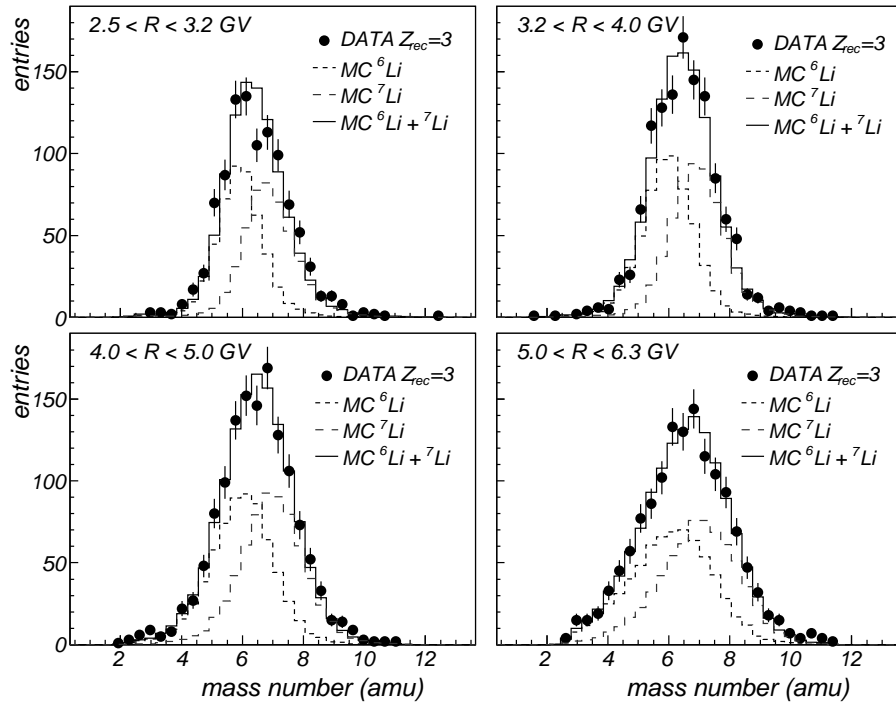 2.5 < R < 3.2 GV
DATA Z_rec=3
MC ⁶Li
MC ⁷Li
MC ⁶Li + ⁷Li
entries
150
100
50
0
3.2 < R < 4.0 GV
DATA Z_rec=3
MC ⁶Li
MC ⁷Li
MC ⁶Li + ⁷Li
4.0 < R < 5.0 GV
DATA Z_rec=3
MC ⁶Li
MC ⁷Li
MC ⁶Li + ⁷Li
entries
150
100
50
0
2 4 6 8 10 12
mass number (amu)
5.0 < R < 6.3 GV
DATA Z_rec=3
MC ⁶Li
MC ⁷Li
MC ⁶Li + ⁷Li
2 4 6 8 10 12
mass number (amu)